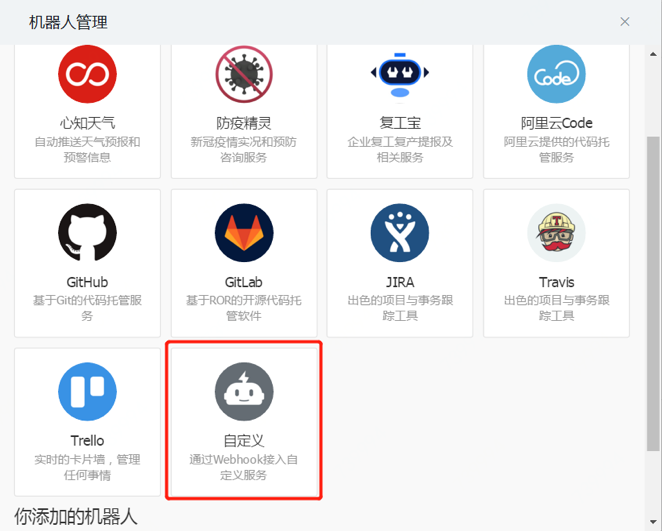 机器人管理
Code
心知天气
防疫精灵
复工宝
阿里云Code
自动推送天气预报和
预警信息
新冠疫情实况和预防
咨询服务
企业复工复产提报及
相关服务
阿里云提供的代码托
管服务
GitHub
GitLab
JIRA
Travis
基于Git的代码托管服
务
基于ROR的开源代码托
管软件
出色的项目与事务跟
踪工具
出色的项目与事务跟
踪工具
Trello
自定义
实时的卡片墙，管理
任何事情
通过Webhook接入自
定义服务
你添加的机器人